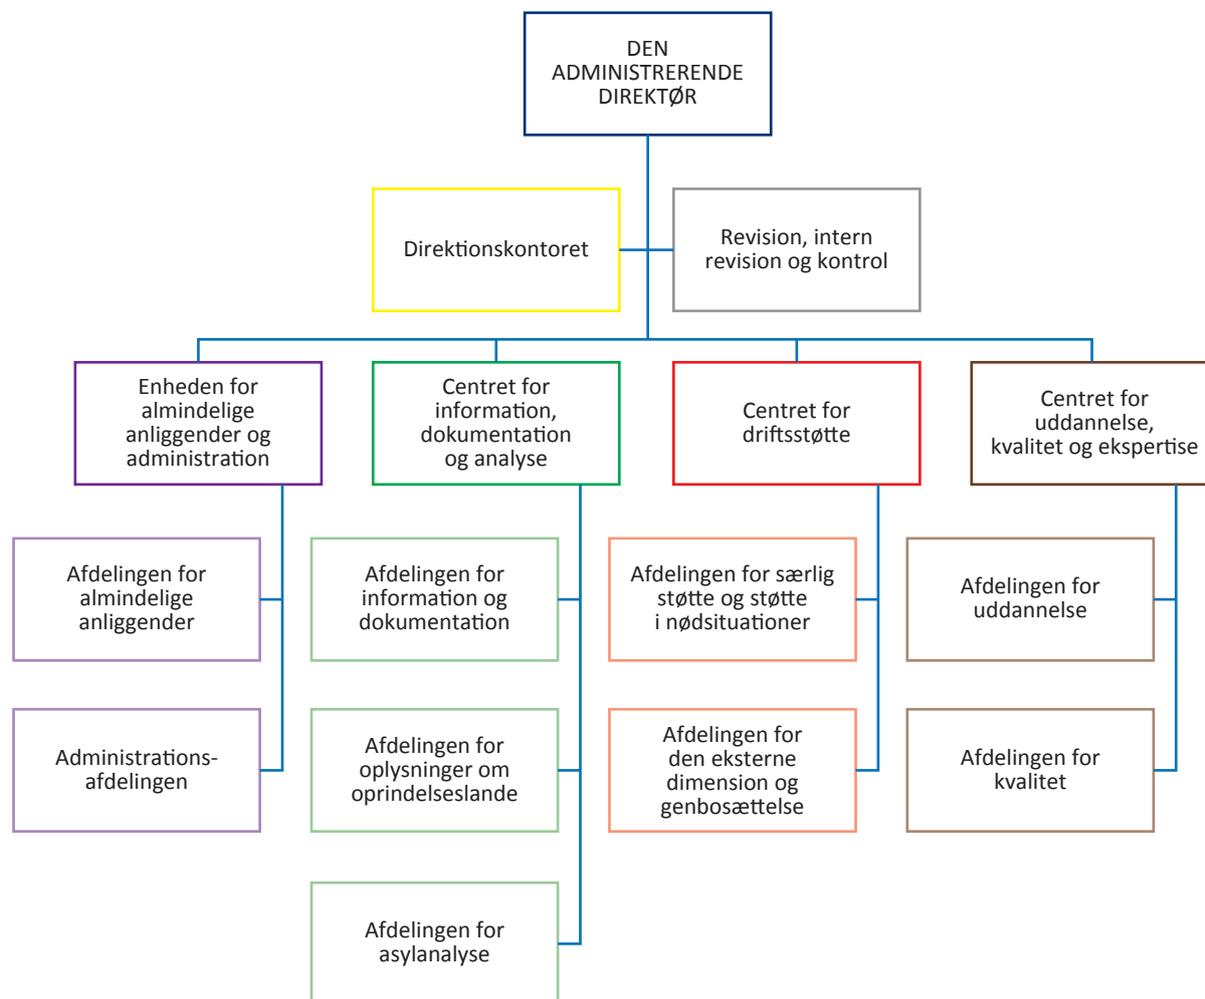 DEN
ADMINISTRERENDE
DIREKTØR
Direktionskontoret
Revision, intern
revision og kontrol
Enheden for
almindelige
anliggender og
administration
Centret for
information,
dokumentation
og analyse
Centret for
driftsstøtte
Centret for
uddannelse,
kvalitet og ekspertise
Afdelingen for
almindelige
anliggender
Afdelingen for
information og
dokumentation
Afdelingen for særlig
støtte og støtte
i nødsituationer
Afdelingen for
uddannelse
Administrations-
afdelingen
Afdelingen for
oplysninger om
oprindelseslande
Afdelingen for
den eksterne
dimension og
genbosættelse
Afdelingen for
kvalitet
Afdelingen for
asylanalyse